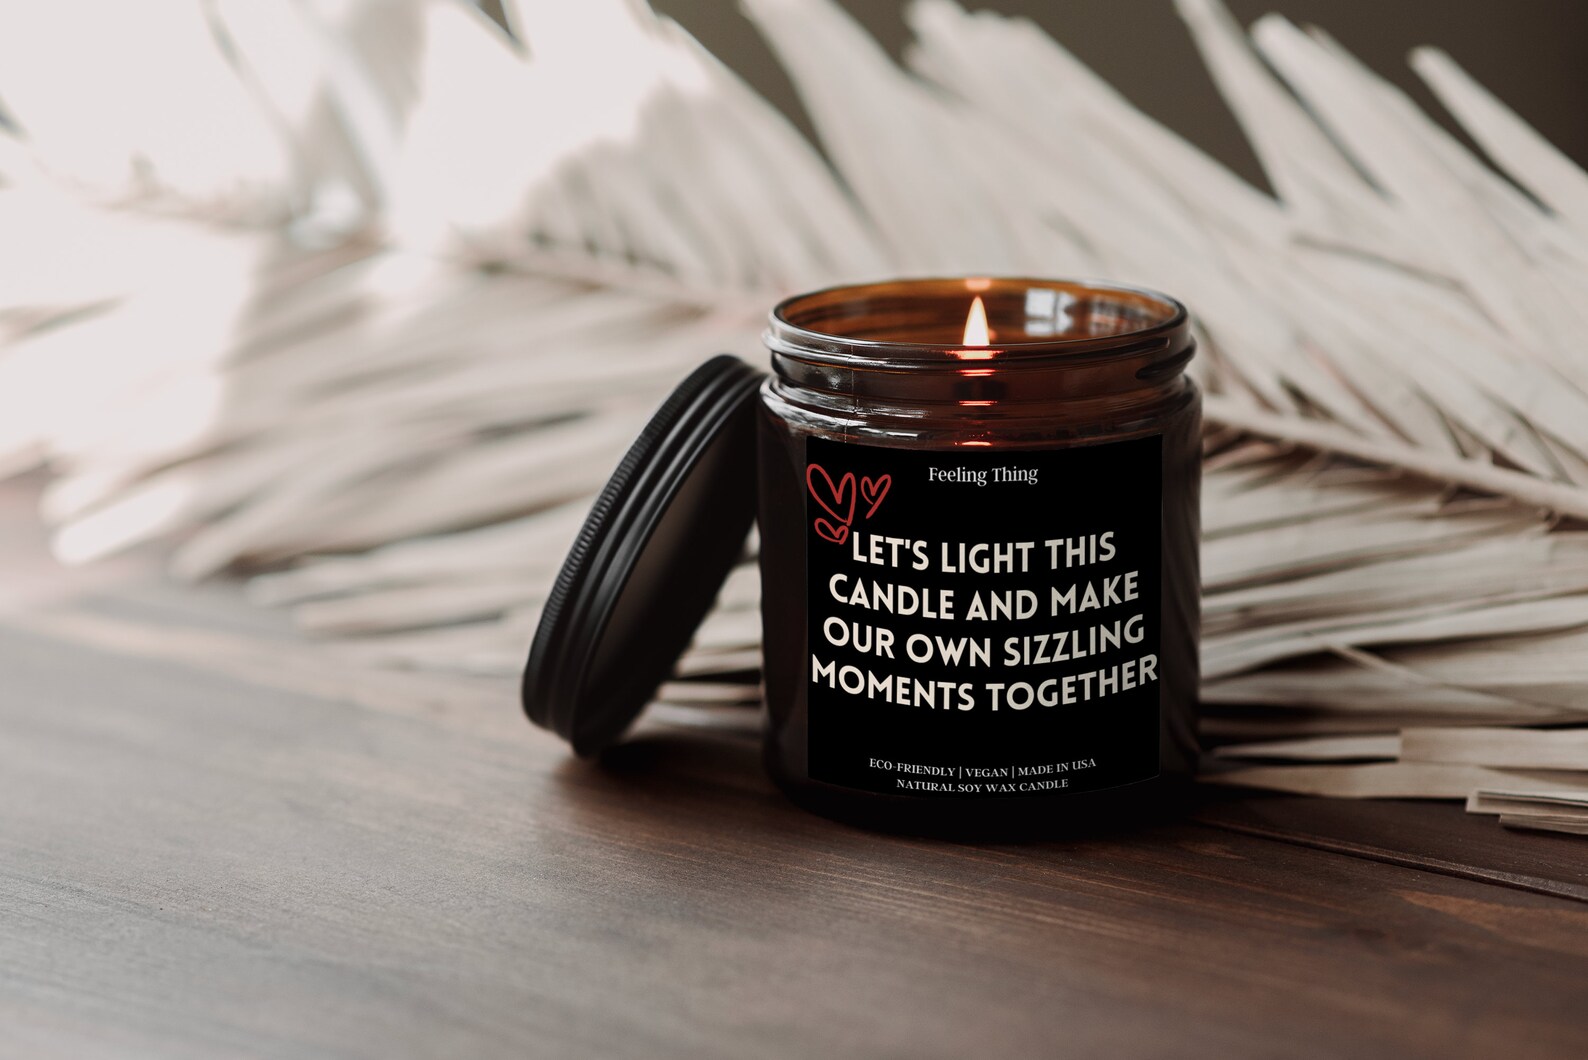 Feeling Thing
LET'S LIGHT THIS
CANDLE AND MAKE
OUR OWN SIZZLING
MOMENTS TOGETHER
ECO-FRIENDLY | VEGAN | MADE IN USA
NATURAL SOY WAX CANDLE